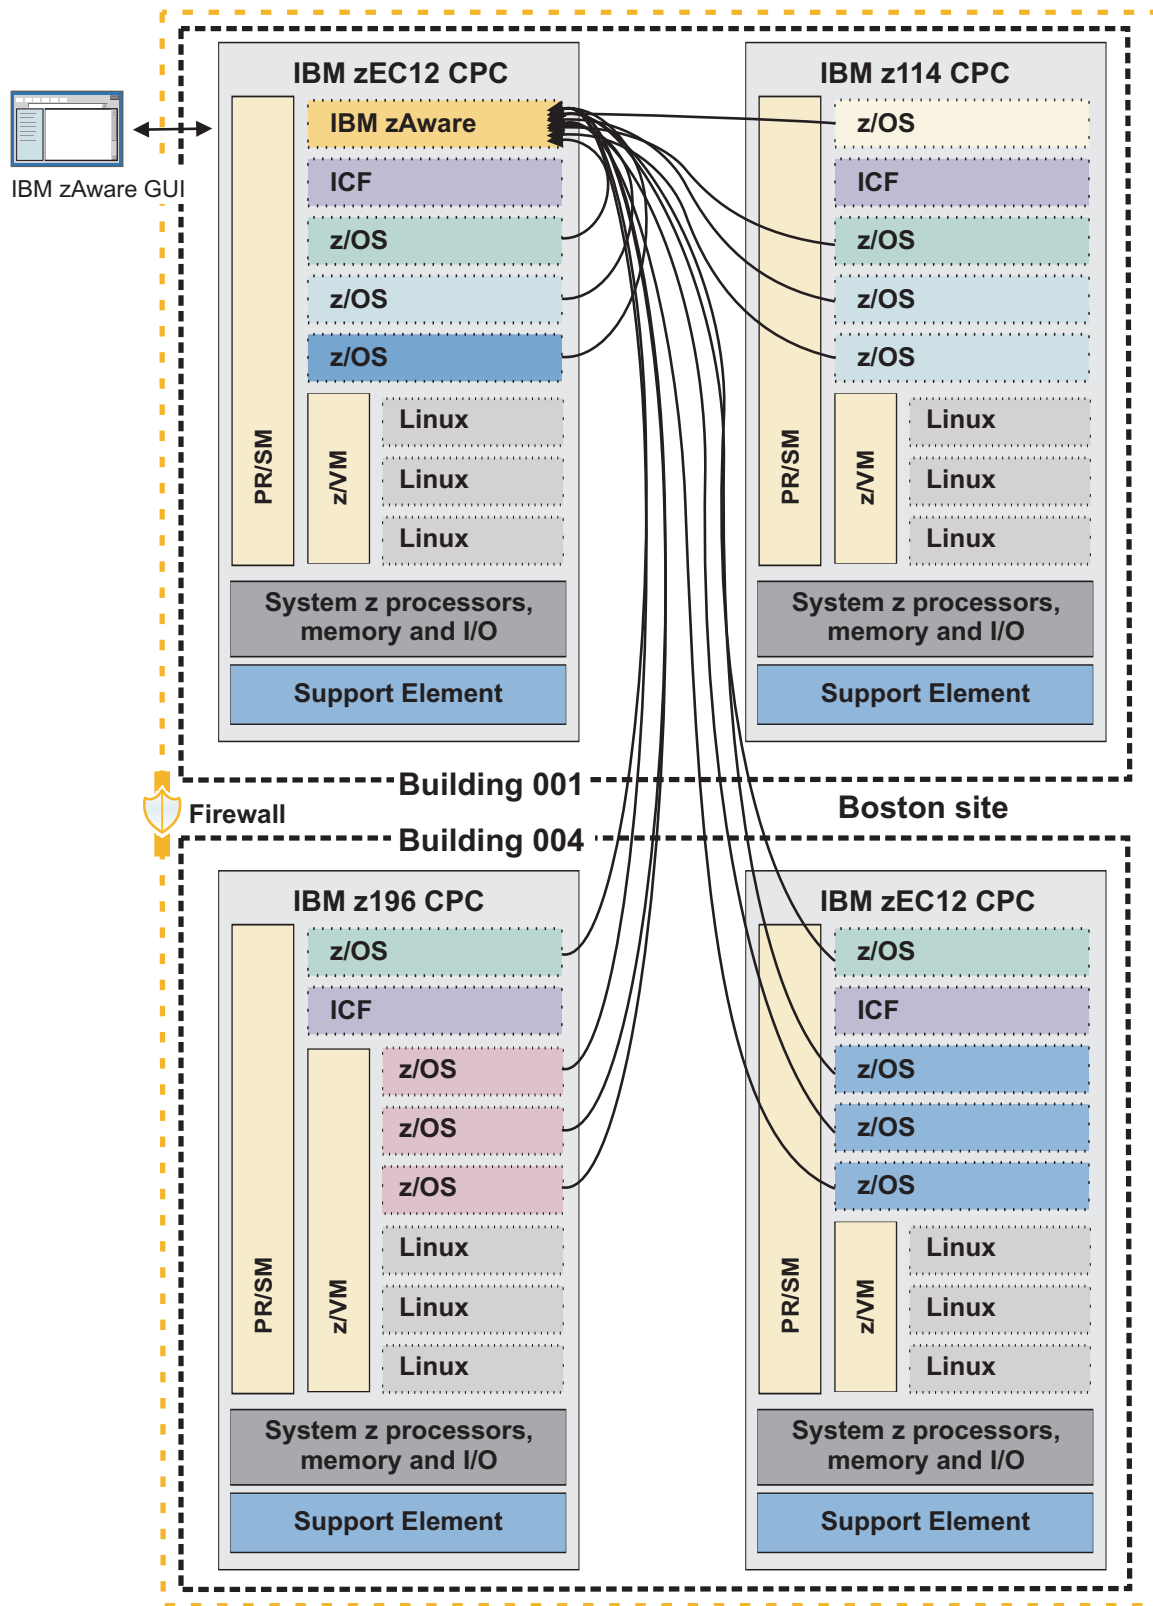 IBM zAware GUI
IBM zEC12 CPC
PR/SM
IBM zAware
ICF
z/OS
z/OS
z/OS
z/VM
Linux
Linux
Linux
System z processors,
memory and I/O
Support Element
IBM z114 CPC
PR/SM
z/OS
ICF
z/OS
z/OS
z/OS
z/VM
Linux
Linux
Linux
System z processors,
memory and I/O
Support Element
Building 001
Firewall
Boston site
Building 004
IBM z196 CPC
PR/SM
z/OS
ICF
z/VM
z/OS
z/OS
z/OS
Linux
Linux
Linux
System z processors,
memory and I/O
Support Element
IBM zEC12 CPC
PR/SM
z/OS
ICF
z/OS
z/OS
z/OS
z/VM
Linux
Linux
Linux
System z processors,
memory and I/O
Support Element